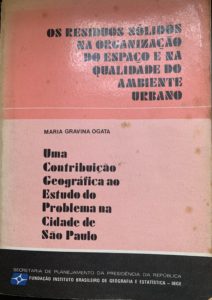 OS RESÍDUOS SÓLIDOS
NA ORGANIZAÇÃO
DO ESPAÇO E NA
QUALIDADE DO
AMBIENTE
URBANO
MARIA GRAVINA OGATA
Uma
Contribuição
Geográfica ao
Estudo do
Problema na
Cidade de
São Paulo
SECRETARIA DE PLANEJAMENTO DA PRESIDÊNCIA DA REPÚBLICA
FUNDAÇÃO INSTITUTO BRASILEIRO DE GEOGRAFIA E ESTATÍSTICA - IBGE